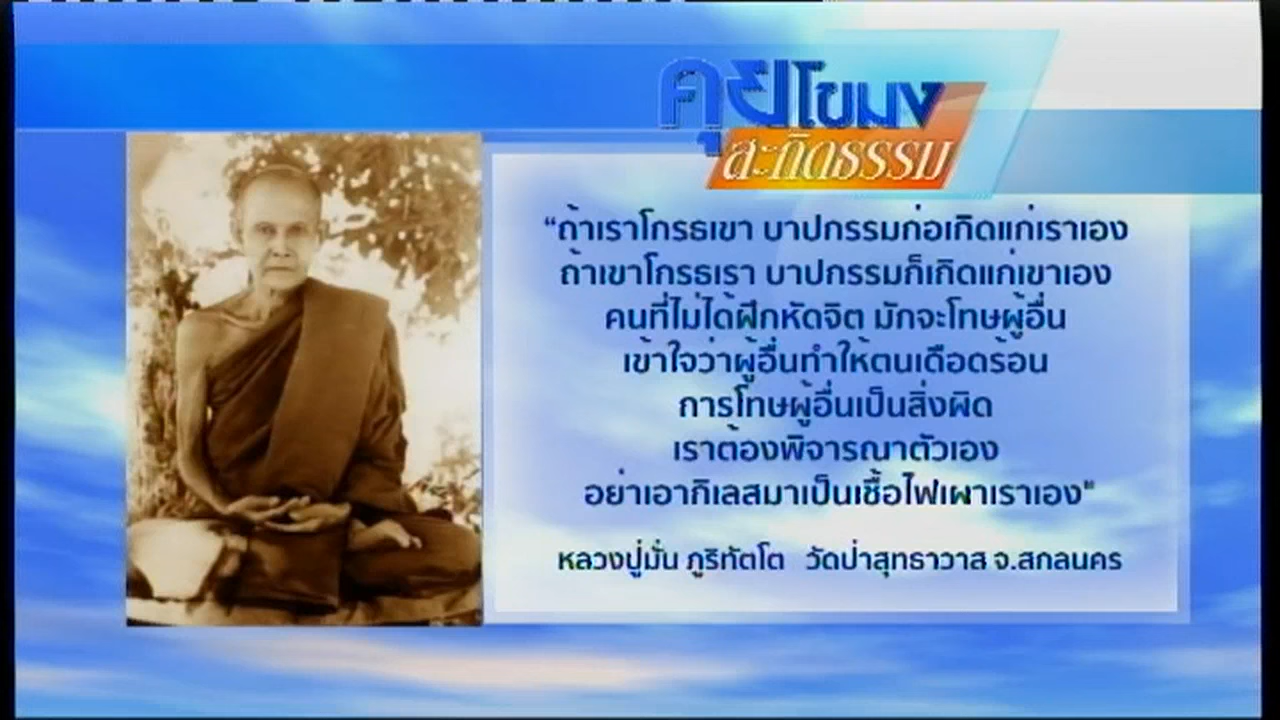 คุยโขมง
สะกิดธรรม
“ถ้าเราโกรธเขา บาปกรรมก่อเกิดแก่เราเอง
ถ้าเขาโกรธเรา บาปกรรมก็เกิดแก่เขาเอง
คนที่ไม่ได้ฝึกหัดจิต มักจะโทษผู้อื่น
เข้าใจว่าผู้อื่นทำให้ตนเดือดร้อน
การโทษผู้อื่นเป็นสิ่งผิด
เราต้องพิจารณาตัวเอง
อย่าเอากิเลสมาเป็นเชื้อไฟเผาเราเอง"
หลวงปู่มั่น ภูริทัตโต วัดป่าสุทธาวาส จ.สกลนคร